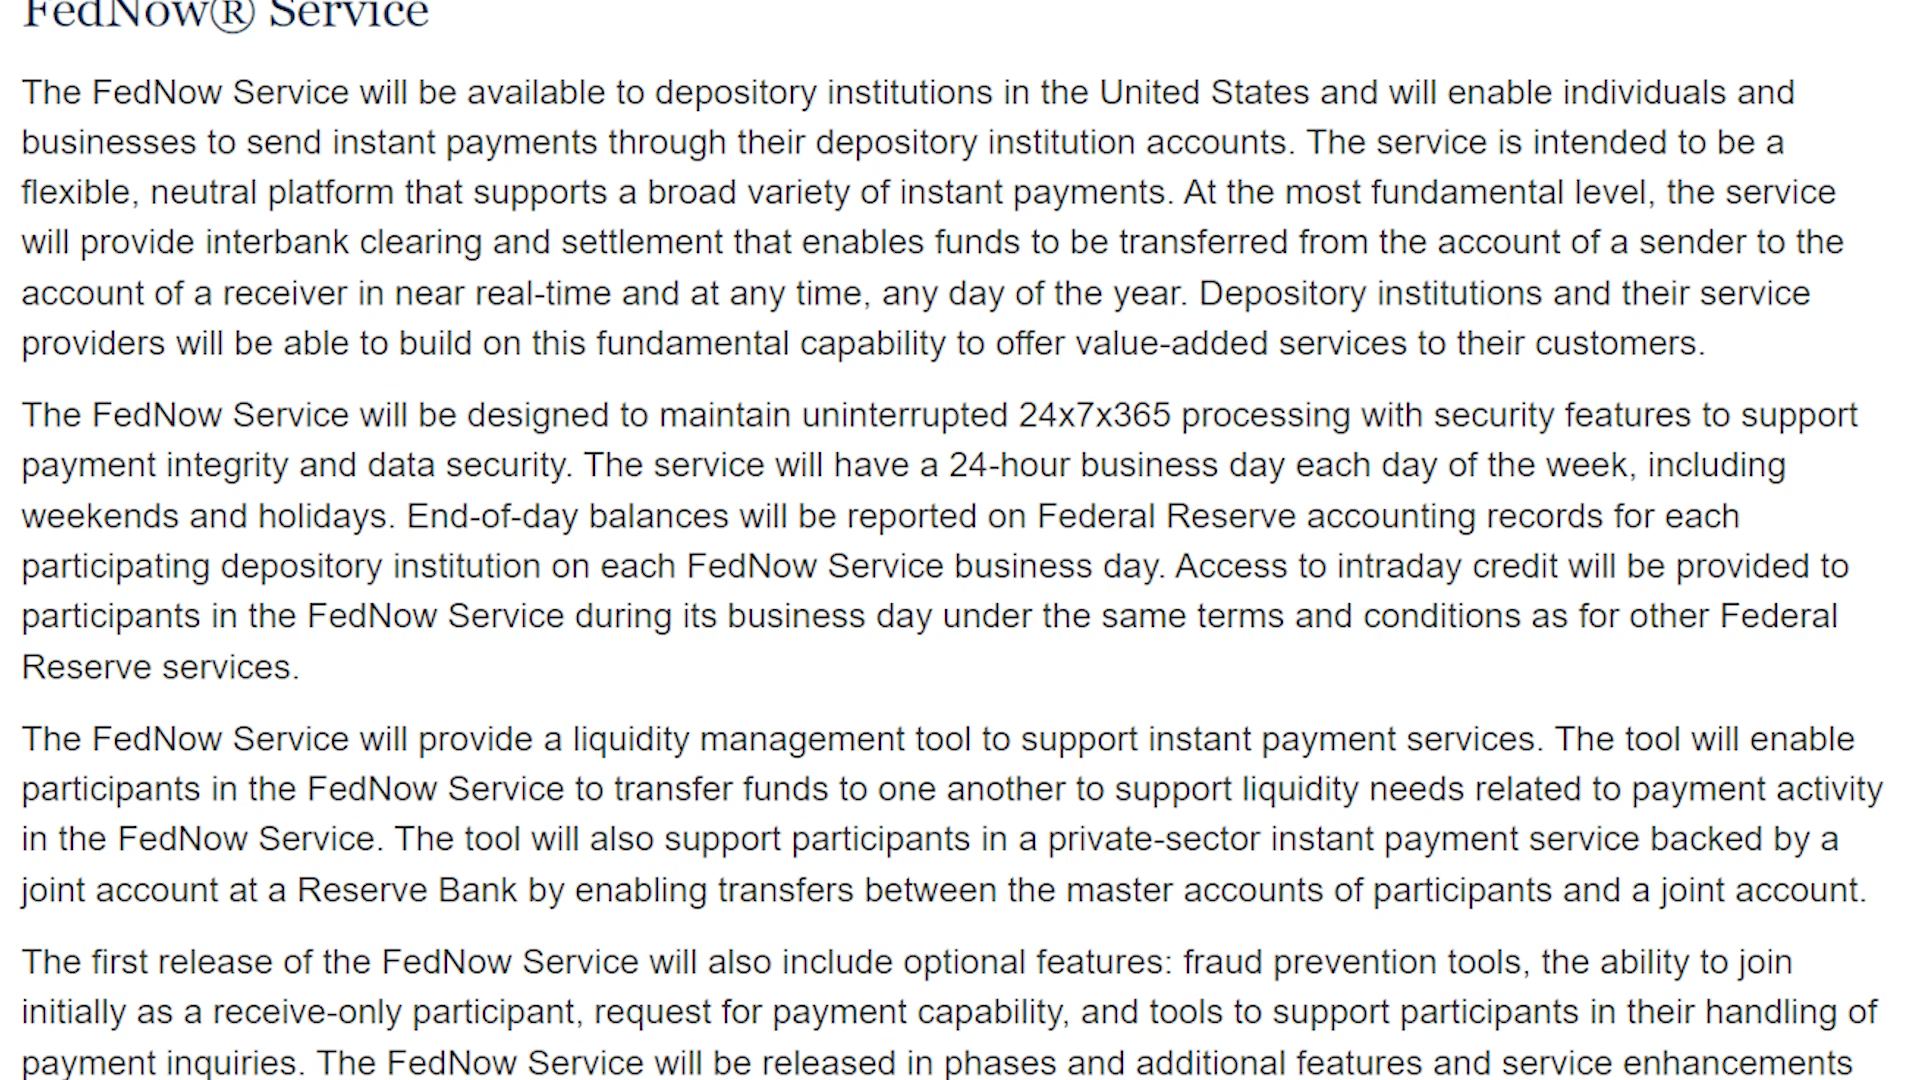 FedNow® Service
The FedNow Service will be available to depository institutions in the United States and will enable individuals and
businesses to send instant payments through their depository institution accounts. The service is intended to be a
flexible, neutral platform that supports a broad variety of instant payments. At the most fundamental level, the service
will provide interbank clearing and settlement that enables funds to be transferred from the account of a sender to the
account of a receiver in near real-time and at any time, any day of the year. Depository institutions and their service
providers will be able to build on this fundamental capability to offer value-added services to their customers.
The FedNow Service will be designed to maintain uninterrupted 24x7x365 processing with security features to support
payment integrity and data security. The service will have a 24-hour business day each day of the week, including
weekends and holidays. End-of-day balances will be reported on Federal Reserve accounting records for each
participating depository institution on each FedNow Service business day. Access to intraday credit will be provided to
participants in the FedNow Service during its business day under the same terms and conditions as for other Federal
Reserve services.
The FedNow Service will provide a liquidity management tool to support instant payment services. The tool will enable
participants in the FedNow Service to transfer funds to one another to support liquidity needs related to payment activity
in the FedNow Service. The tool will also support participants in a private-sector instant payment service backed by a
joint account at a Reserve Bank by enabling transfers between the master accounts of participants and a joint account.
The first release of the FedNow Service will also include optional features: fraud prevention tools, the ability to join
initially as a receive-only participant, request for payment capability, and tools to support participants in their handling of
payment inquiries. The FedNow Service will be released in phases and additional features and service enhancements